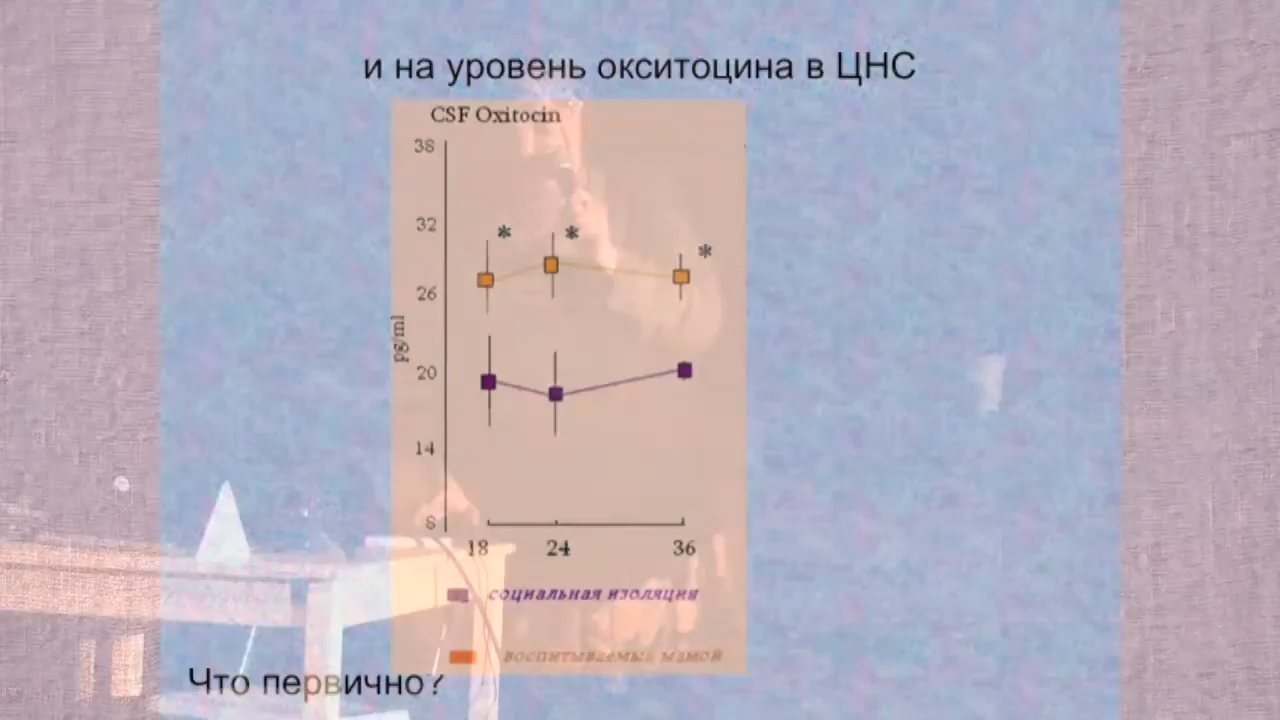 и на уровень окситоцина в ЦНС
CSF Oxitocin
38
32
26
20
14
8
pg/ml
*
*
*
18 24 36
социальная изоляция
воспитываемые мамой
Что первично?